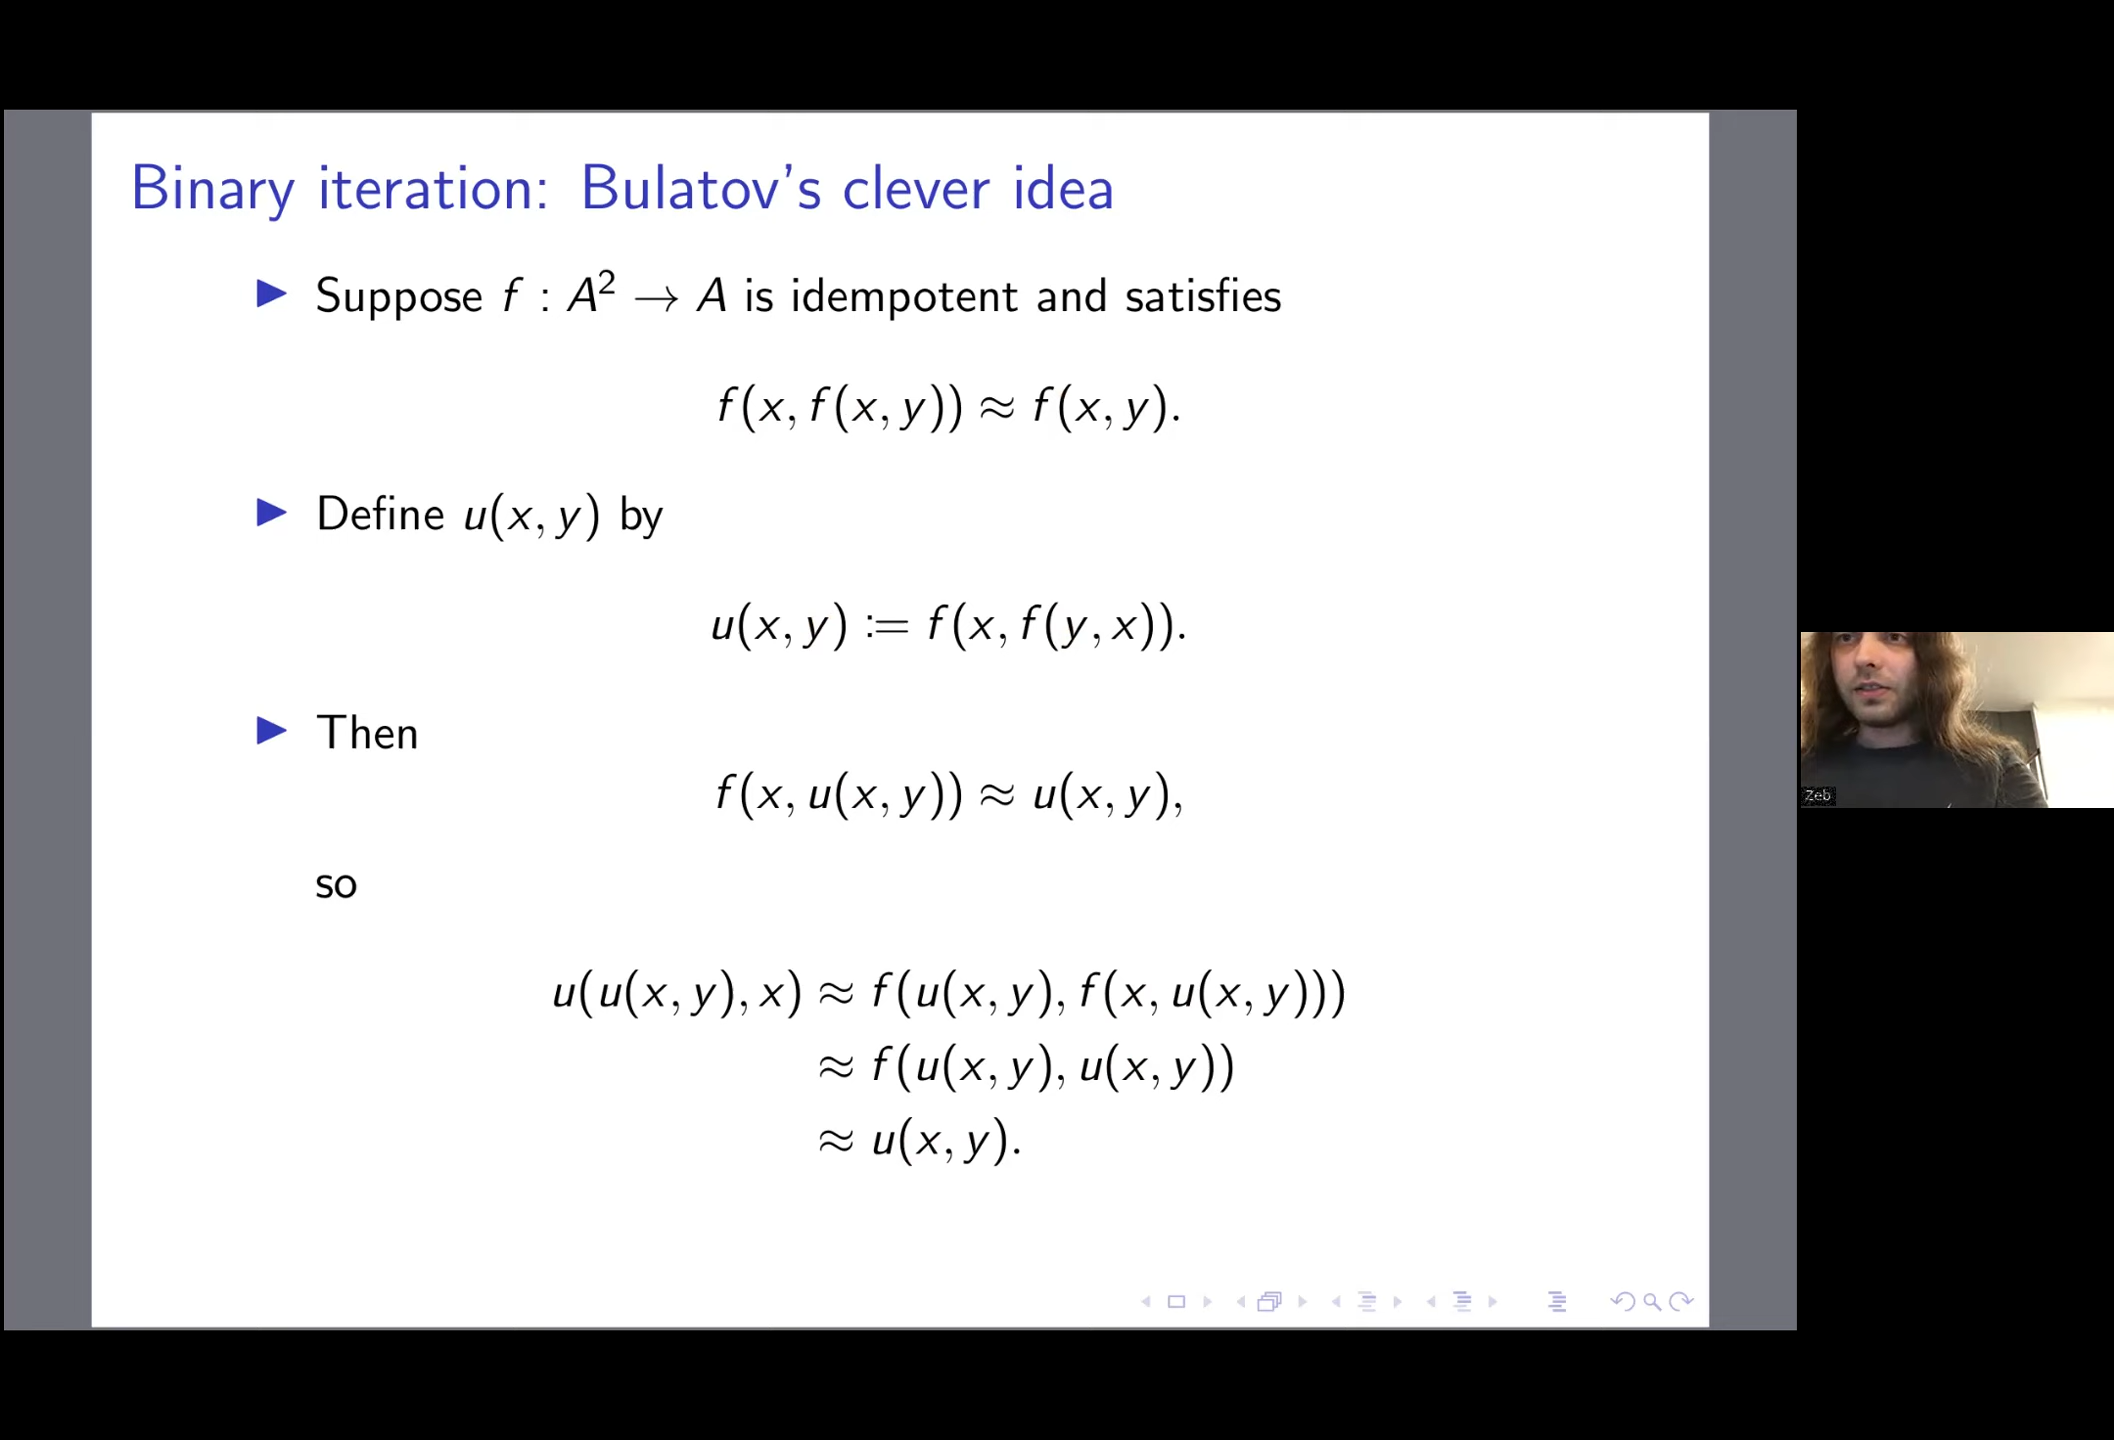 Binary iteration: Bulatov's clever idea
▶ Suppose f : A² → A is idempotent and satisfies
f(x, f(x, y)) ≈ f(x, y).
▶ Define u(x, y) by
u(x, y) := f(x, f(y, x)).
▶ Then
f(x, u(x, y)) ≈ u(x, y),
so
u(u(x, y), x) ≈ f(u(x, y), f(x, u(x, y)))
≈ f(u(x, y), u(x, y))
≈ u(x, y).
Zeb